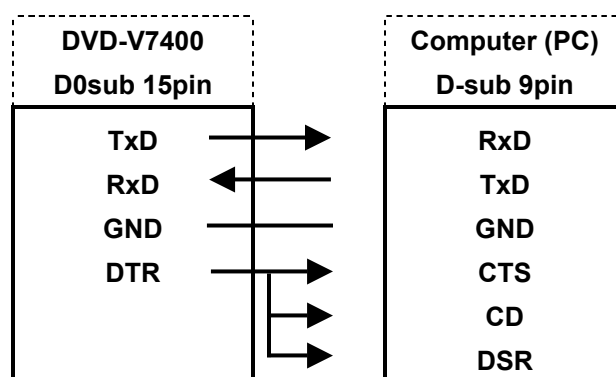 DVD-V7400
D0sub 15pin
TxD
RxD
GND
DTR
Computer (PC)
D-sub 9pin
RxD
TxD
GND
CTS
CD
DSR